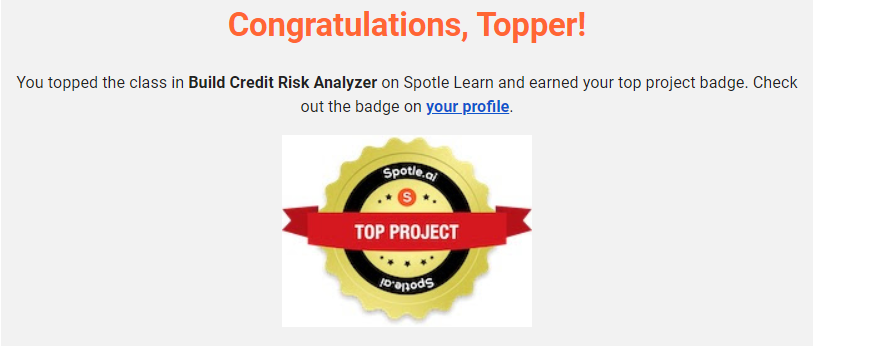 Congratulations, Topper!
You topped the class in Build Credit Risk Analyzer on Spotle Learn and earned your top project badge. Check
out the badge on your profile.
Spotle.ai
S
TOP PROJECT
Spotle.ai